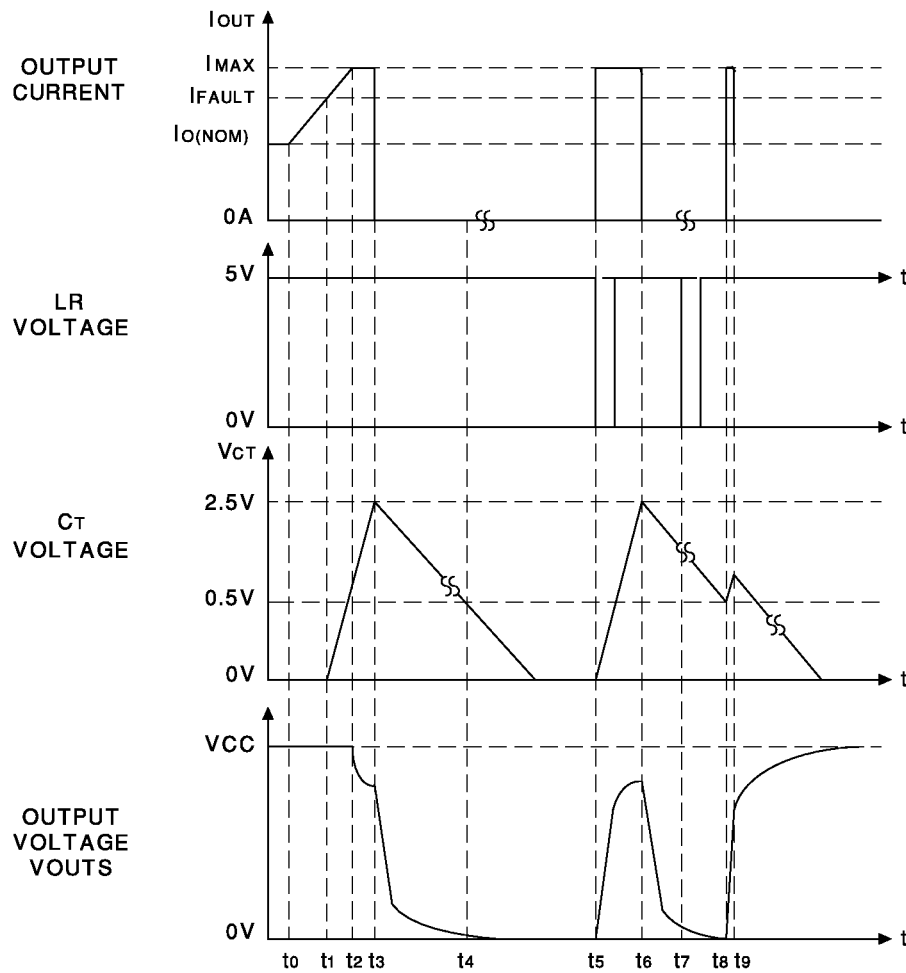 IOUT
OUTPUT
CURRENT
IMAX
IFAULT
IO(NOM)
0A
5V
t
LR
VOLTAGE
0V
t
VCT
2.5V
CT
VOLTAGE
0.5V
0V
t
VCC
OUTPUT
VOLTAGE
VOUTS
0V
t
t0 t1 t2 t3 t4 t5 t6 t7 t8 t9